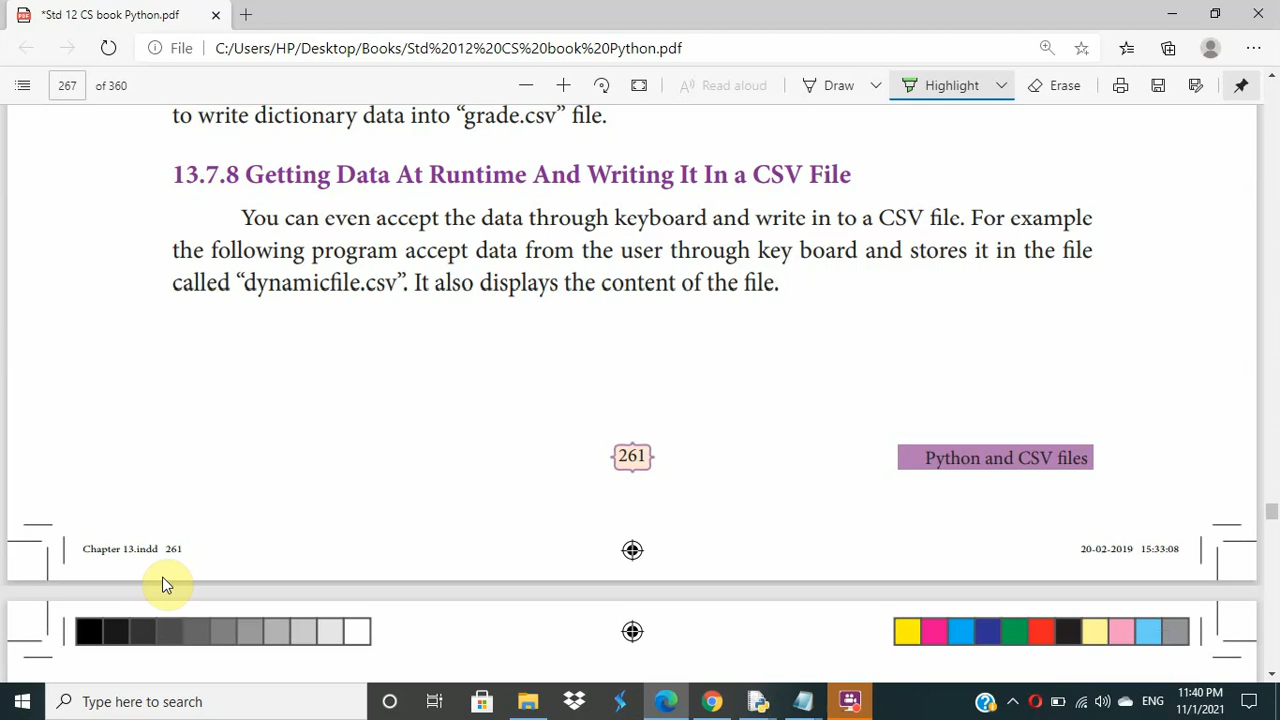 *Std 12 CS book Python.pdf
File C:/Users/HP/Desktop/Books/Std%2012%20CS%20book%20Python.pdf
267 of 360 Read aloud Draw Highlight Erase
to write dictionary data into “grade.csv” file.
13.7.8 Getting Data At Runtime And Writing It In a CSV File
You can even accept the data through keyboard and write in to a CSV file. For example
the following program accept data from the user through key board and stores it in the file
called “dynamicfile.csv”. It also displays the content of the file.
261
Python and CSV files
Chapter 13.indd 261 20-02-2019 15:33:08
Type here to search
ENG
11:40 PM
11/1/2021